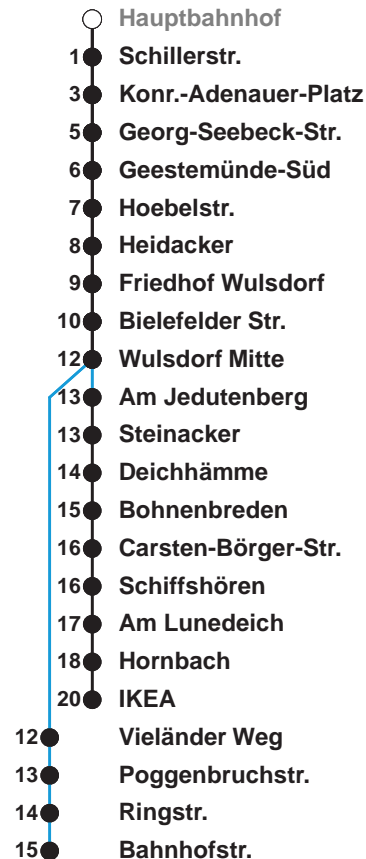 Hauptbahnhof
1 Schillerstr.
3 Konr.-Adenauer-Platz
5 Georg-Seebeck-Str.
6 Geestemünde-Süd
7 Hoebelstr.
8 Heidacker
9 Friedhof Wulsdorf
10 Bielefelder Str.
12 Wulsdorf Mitte
13 Am Jedutenberg
13 Steinacker
14 Deichhämme
15 Bohnenbreden
16 Carsten-Börger-Str.
16 Schiffshören
17 Am Lunedeich
18 Hornbach
20 IKEA
12 Vieländer Weg
13 Poggenbruchstr.
14 Ringstr.
15 Bahnhofstr.